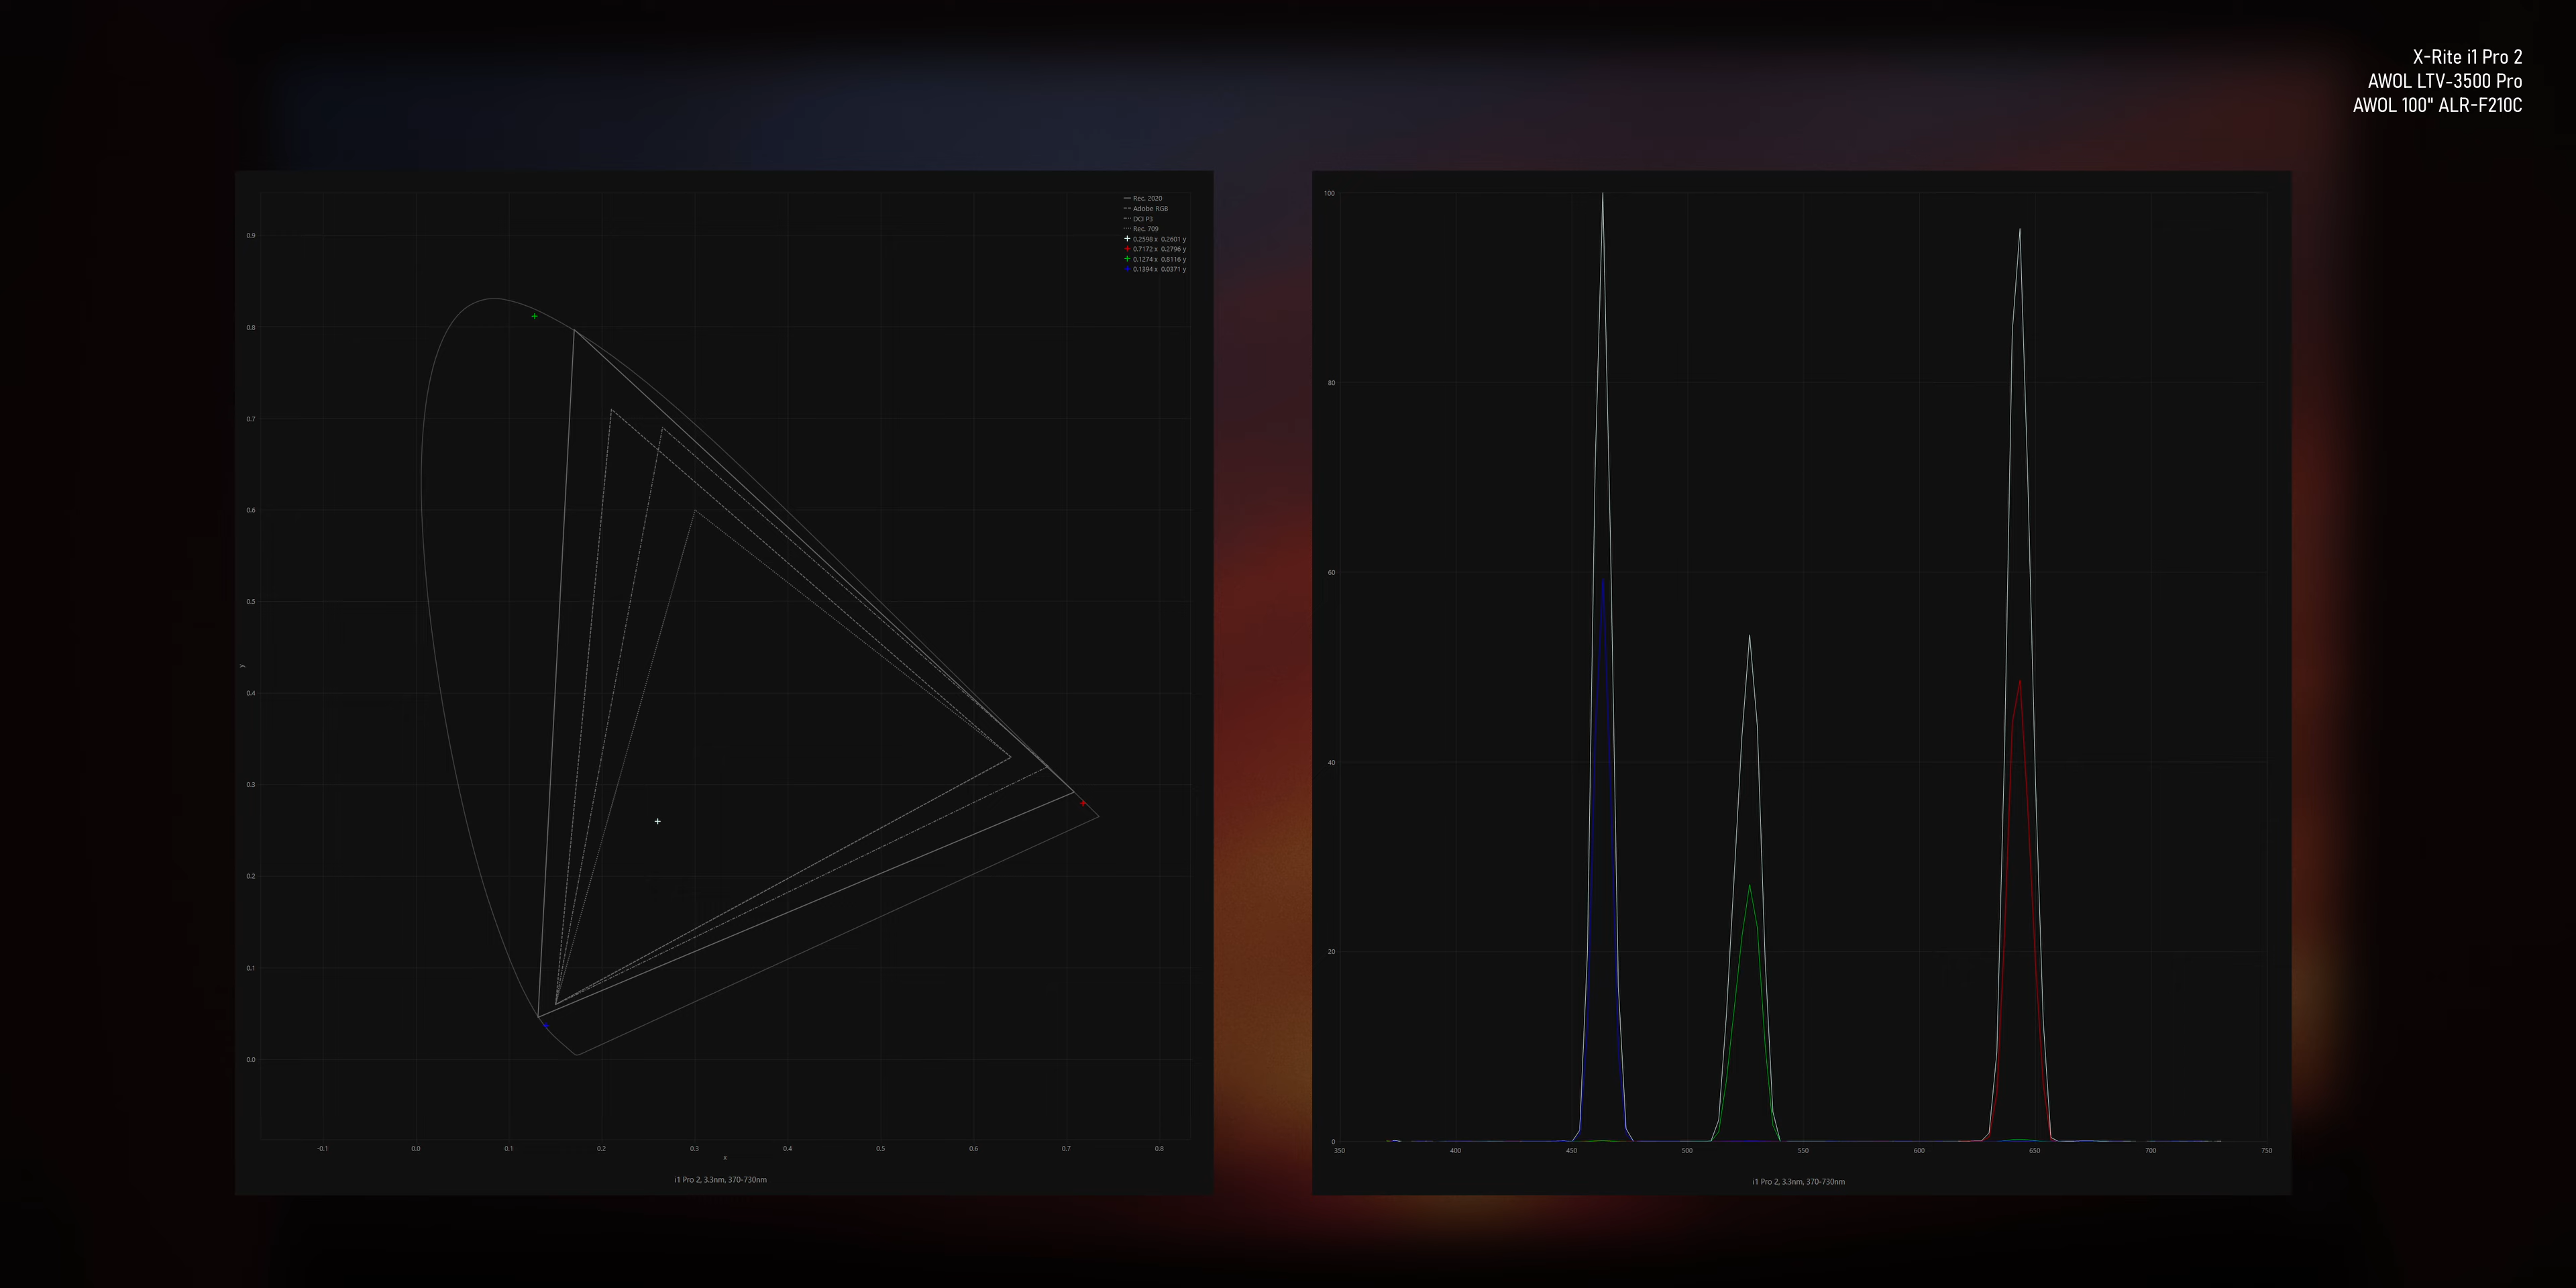 X-Rite i1 Pro 2
AWOL LTV-3500 Pro
AWOL 100" ALR-F210C
Rec. 2020
Adobe RGB
DCI P3
Rec. 709
0.2598 x 0.2601 y
0.7172 x 0.2796 y
0.1274 x 0.8116 y
0.1394 x 0.0371 y
0.9
0.8
0.7
0.6
0.5
y
0.4
0.3
0.2
0.1
0.0
-0.1 0.0 0.1 0.2 0.3 0.4 0.5 0.6 0.7 0.8
x
i1 Pro 2, 3.3nm, 370-730nm
100
80
60
40
20
0
350 400 450 500 550 600 650 700 750
i1 Pro 2, 3.3nm, 370-730nm